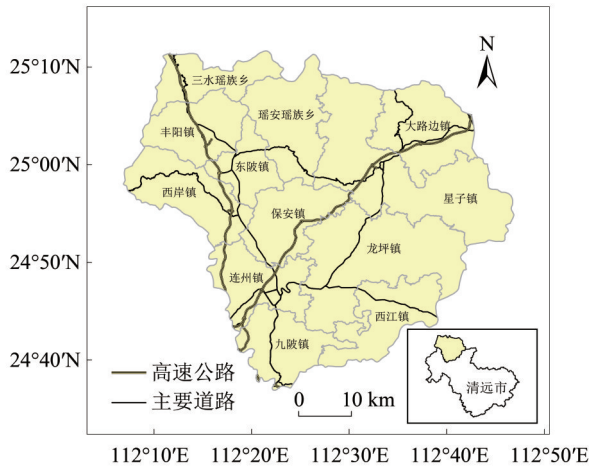 N
25°10′N
25°00′N
24°50′N
24°40′N
三水瑶族乡
瑶安瑶族乡
大路边镇
丰阳镇
东陂镇
西岸镇
星子镇
保安镇
龙坪镇
连州镇
西江镇
九陂镇
高速公路
主要道路
0 10 km
清远市
112°10′E 112°20′E 112°30′E 112°40′E 112°50′E